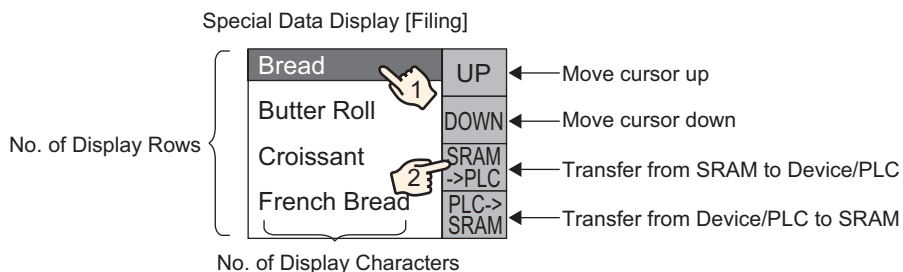 Special Data Display [Filing]
No. of Display Rows
Bread
1
Butter Roll
Croissant
2
French Bread
UP
DOWN
SRAM
->PLC
PLC->
SRAM
Move cursor up
Move cursor down
Transfer from SRAM to Device/PLC
Transfer from Device/PLC to SRAM
No. of Display Characters